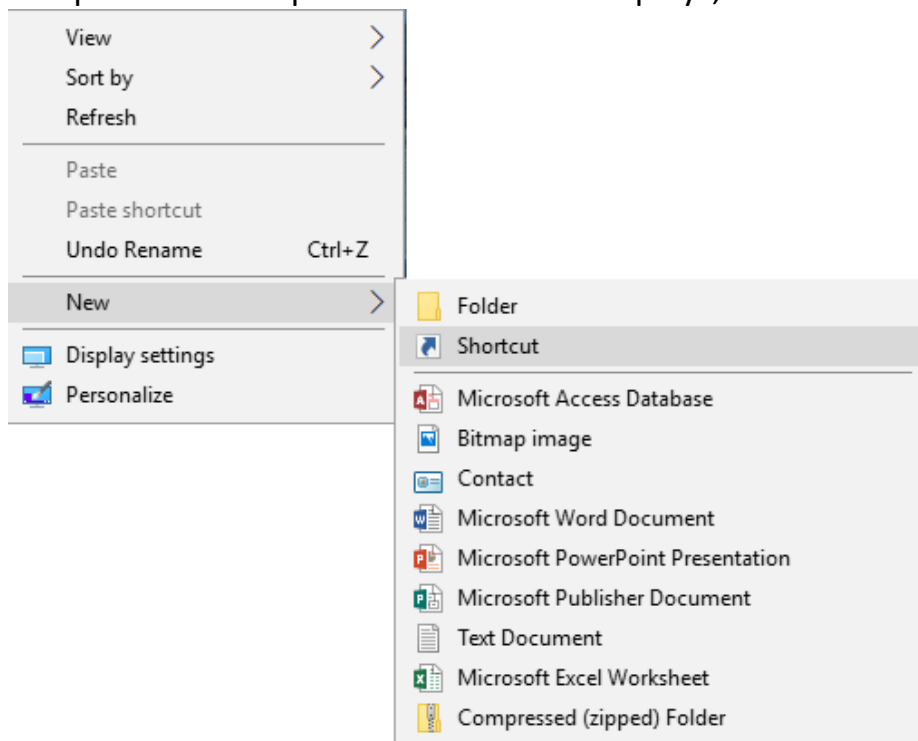 View
Sort by
Refresh
Paste
Paste shortcut
Undo Rename Ctrl+Z
New
Folder
Shortcut
Display settings
Personalize
Microsoft Access Database
Bitmap image
Contact
Microsoft Word Document
Microsoft PowerPoint Presentation
Microsoft Publisher Document
Text Document
Microsoft Excel Worksheet
Compressed (zipped) Folder